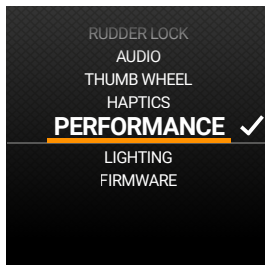 RUDDER LOCK
AUDIO
THUMB WHEEL
HAPTICS
PERFORMANCE
LIGHTING
FIRMWARE